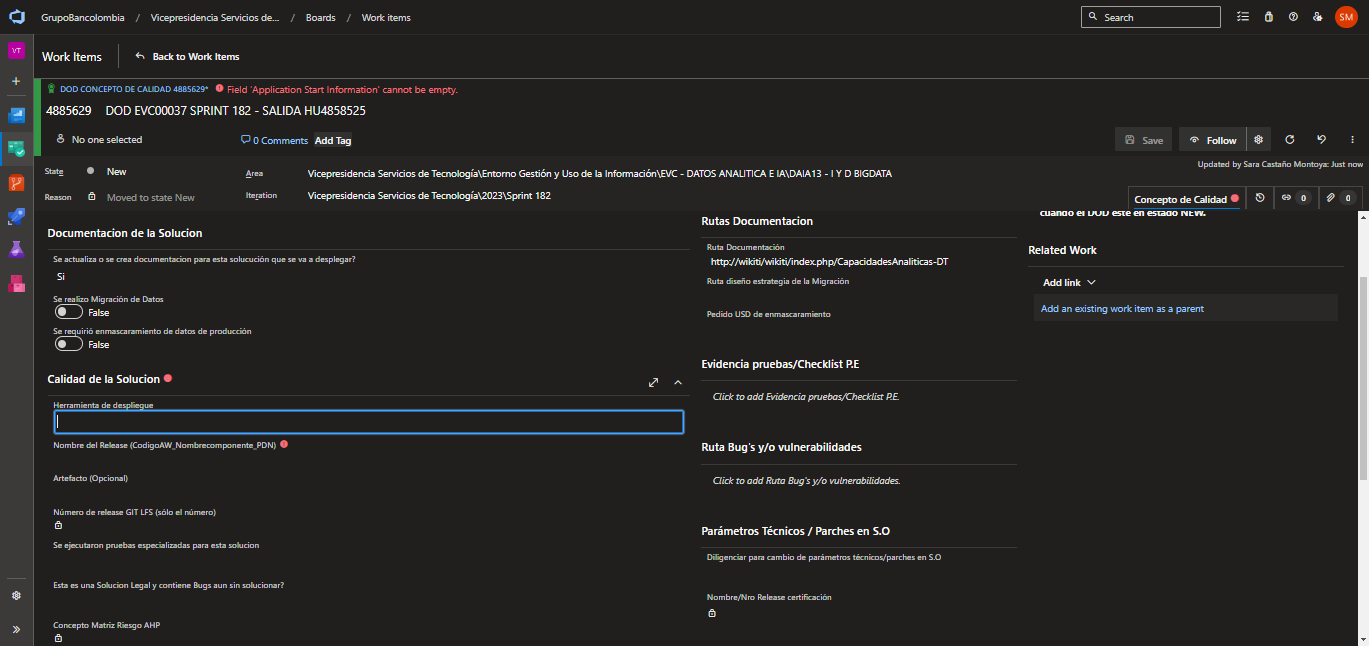 GrupoBancolombia / Vicepresidencia Servicios de... / Boards / Work items
Search
SM
VT
Work Items
Back to Work Items
DOD CONCEPTO DE CALIDAD 4885629* Field 'Application Start Information' cannot be empty.
4885629 DOD EVC00037 SPRINT 182 - SALIDA HU4858525
No one selected
0 Comments
Add Tag
Save
Follow
State
New
Area
Vicepresidencia Servicios de Tecnología\Entorno Gestión y Uso de la Información\EVC - DATOS ANALITICA E IA\DAIA13 - I Y D BIGDATA
Updated by Sara Castaño Montoya: Just now
Reason
Moved to state New
Iteration
Vicepresidencia Servicios de Tecnología\2023\Sprint 182
Concepto de Calidad
0
0
Documentacion de la Solucion
Se actualiza o se crea documentacion para esta solucución que se va a desplegar?
Si
Se realizo Migración de Datos
False
Se requirió enmascaramiento de datos de producción
False
Calidad de la Solucion
Herramienta de despliegue
Nombre del Release (CodigoAW_Nombrecomponente_PDN)
Artefacto (Opcional)
Número de release GIT LFS (sólo el número)
Se ejecutaron pruebas especializadas para esta solucion
Esta es una Solucion Legal y contiene Bugs aun sin solucionar?
Concepto Matriz Riesgo AHP
Rutas Documentacion
Ruta Documentación
http://wikiti/wikiti/index.php/CapacidadesAnaliticas-DT
Ruta diseño estrategia de la Migración
Pedido USD de enmascaramiento
Evidencia pruebas/Checklist P.E
Click to add Evidencia pruebas/Checklist P.E.
Ruta Bug's y/o vulnerabilidades
Click to add Ruta Bug's y/o vulnerabilidades.
Parámetros Técnicos / Parches en S.O
Diligenciar para cambio de parámetros técnicos/parches en S.O
Nombre/Nro Release certificación
cuando el DOD este en estado NEW.
Related Work
Add link
Add an existing work item as a parent